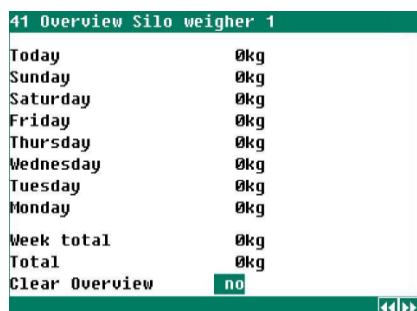 41 Overview Silo weigher 1
Today 0kg
Sunday 0kg
Saturday 0kg
Friday 0kg
Thursday 0kg
Wednesday 0kg
Tuesday 0kg
Monday 0kg
Week total 0kg
Total 0kg
Clear Overview no